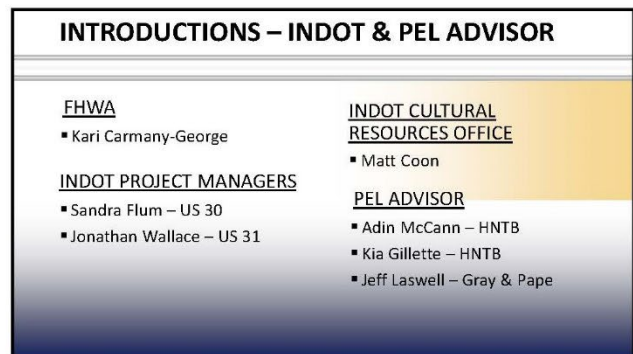 INTRODUCTIONS – INDOT & PEL ADVISOR
FHWA
▪ Kari Carmany-George
INDOT PROJECT MANAGERS
▪ Sandra Flum – US 30
▪ Jonathan Wallace – US 31
INDOT CULTURAL
RESOURCES OFFICE
▪ Matt Coon
PEL ADVISOR
▪ Adin McCann – HNTB
▪ Kia Gillette – HNTB
▪ Jeff Laswell – Gray & Pape